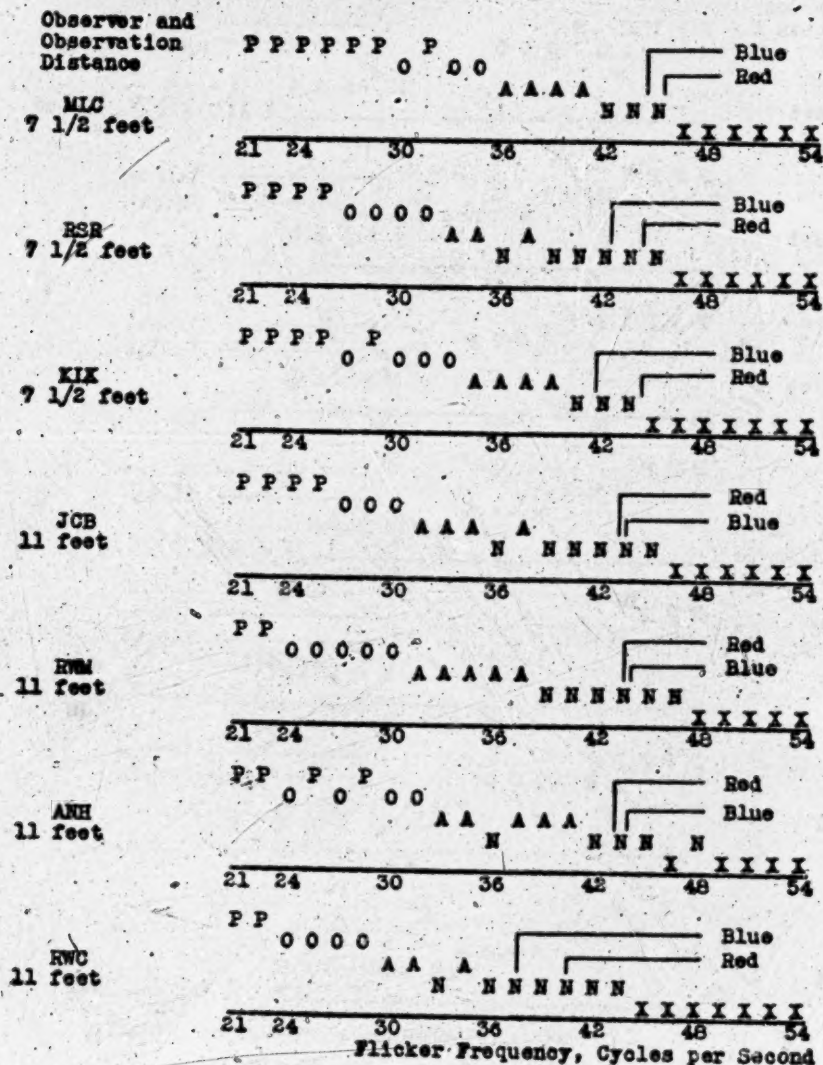 Observer and
Observation
Distance
P P P P P P P
Blue
O O O
Red
A A A A
MLC
N N N
7 1/2 feet
X X X X X X
21 24 30 36 42 48 54
P P P P
Blue
O O O O
RSR
Red
A A A
7 1/2 feet
N N N N N N
X X X X X X
21 24 30 36 42 48 54
P P P P P
Blue
O O O O
KIK
Red
A A A A
7 1/2 feet
N N N
X X X X X X X
21 24 30 36 42 48 54
P P P P
Red
O O O
JCB
Blue
A A A A
11 feet
N N N N N N
X X X X X X
21 24 30 36 42 48 54
P P
Red
O O O O O
RWM
Blue
A A A A A
11 feet
N N N N N N
X X X X X
21 24 30 36 42 48 54
P P P P
Red
O O O O
ANH
Blue
A A A A A
11 feet
N N N N N
X X X X X
21 24 30 36 42 48 54
P P
Blue
O O O O
RWC
Red
A A A
11 feet
N N N N N N N
X X X X X X X
21 24 30 36 42 48 54
Flicker Frequency, Cycles per Second